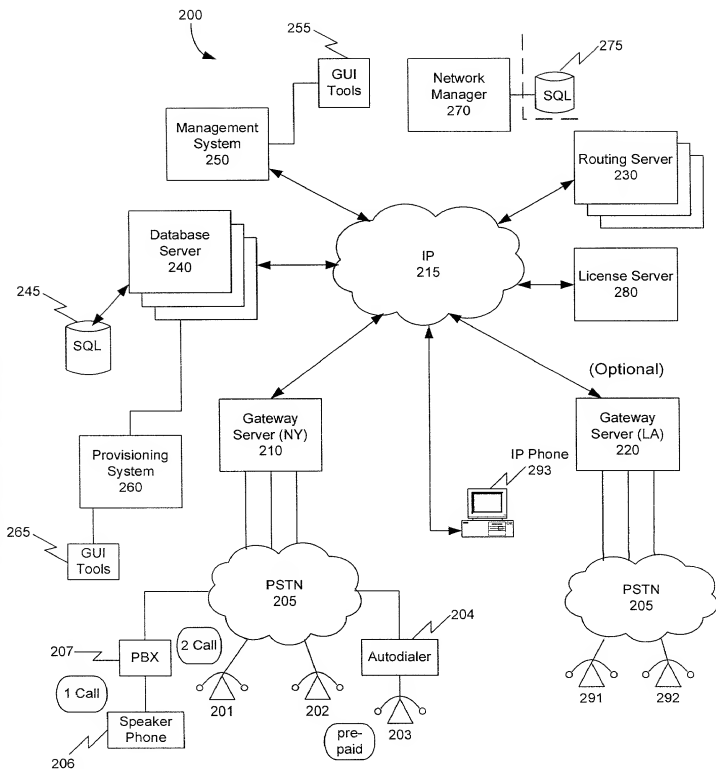 200
255
GUI
Tools
Network
Manager
270
275
SQL
Management
System
250
Routing Server
230
Database
Server
240
IP
215
License Server
280
245
SQL
(Optional)
Gateway
Server (NY)
210
Gateway
Server (LA)
220
Provisioning
System
260
IP Phone
293
265
GUI
Tools
PSTN
205
PSTN
205
204
207
PBX
2 Call
Autodialer
1 Call
201
202
203
291
292
Speaker
Phone
206
pre-
paid